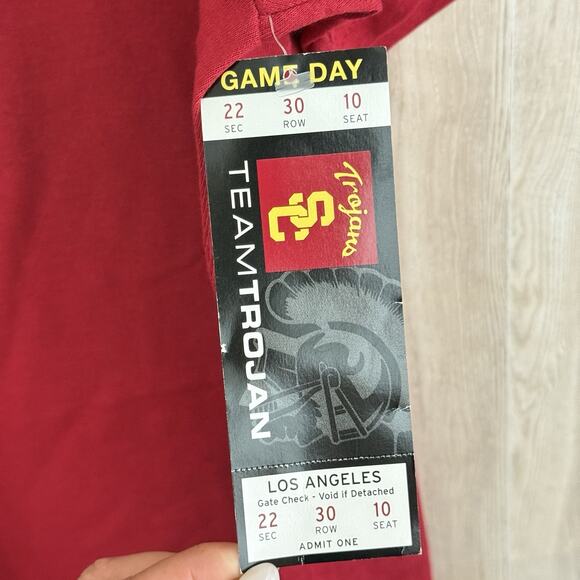 GAME DAY
22 30 10
SEC ROW SEAT
Trojans
SC
TEAMTROJAN
LOS ANGELES
Gate Check - Void if Detached
22 30 10
SEC ROW SEAT
ADMIT ONE